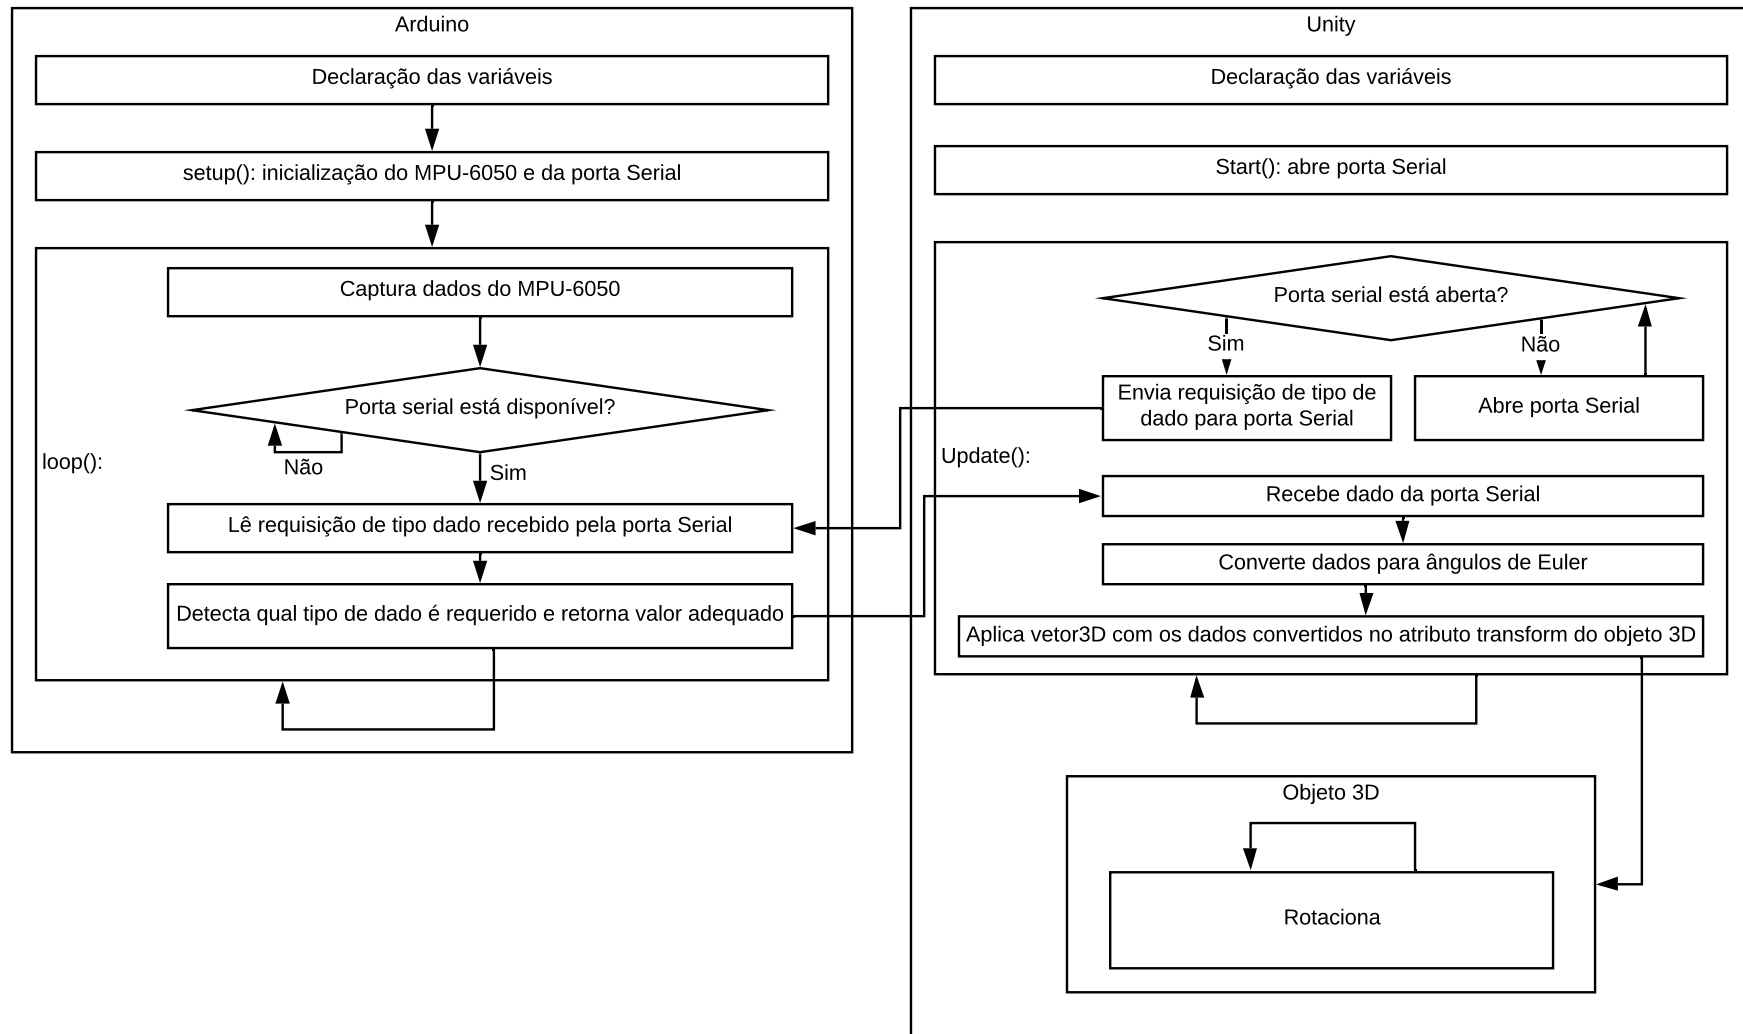 Arduino
Declaração das variáveis
setup(): inicialização do MPU-6050 e da porta Serial
loop():
Captura dados do MPU-6050
Porta serial está disponível?
Não
Sim
Lê requisição de tipo dado recebido pela porta Serial
Detecta qual tipo de dado é requerido e retorna valor adequado
Unity
Declaração das variáveis
Start(): abre porta Serial
Update():
Porta serial está aberta?
Sim
Não
Envia requisição de tipo de
dado para porta Serial
Abre porta Serial
Recebe dado da porta Serial
Converte dados para ângulos de Euler
Aplica vetor3D com os dados convertidos no atributo transform do objeto 3D
Objeto 3D
Rotaciona